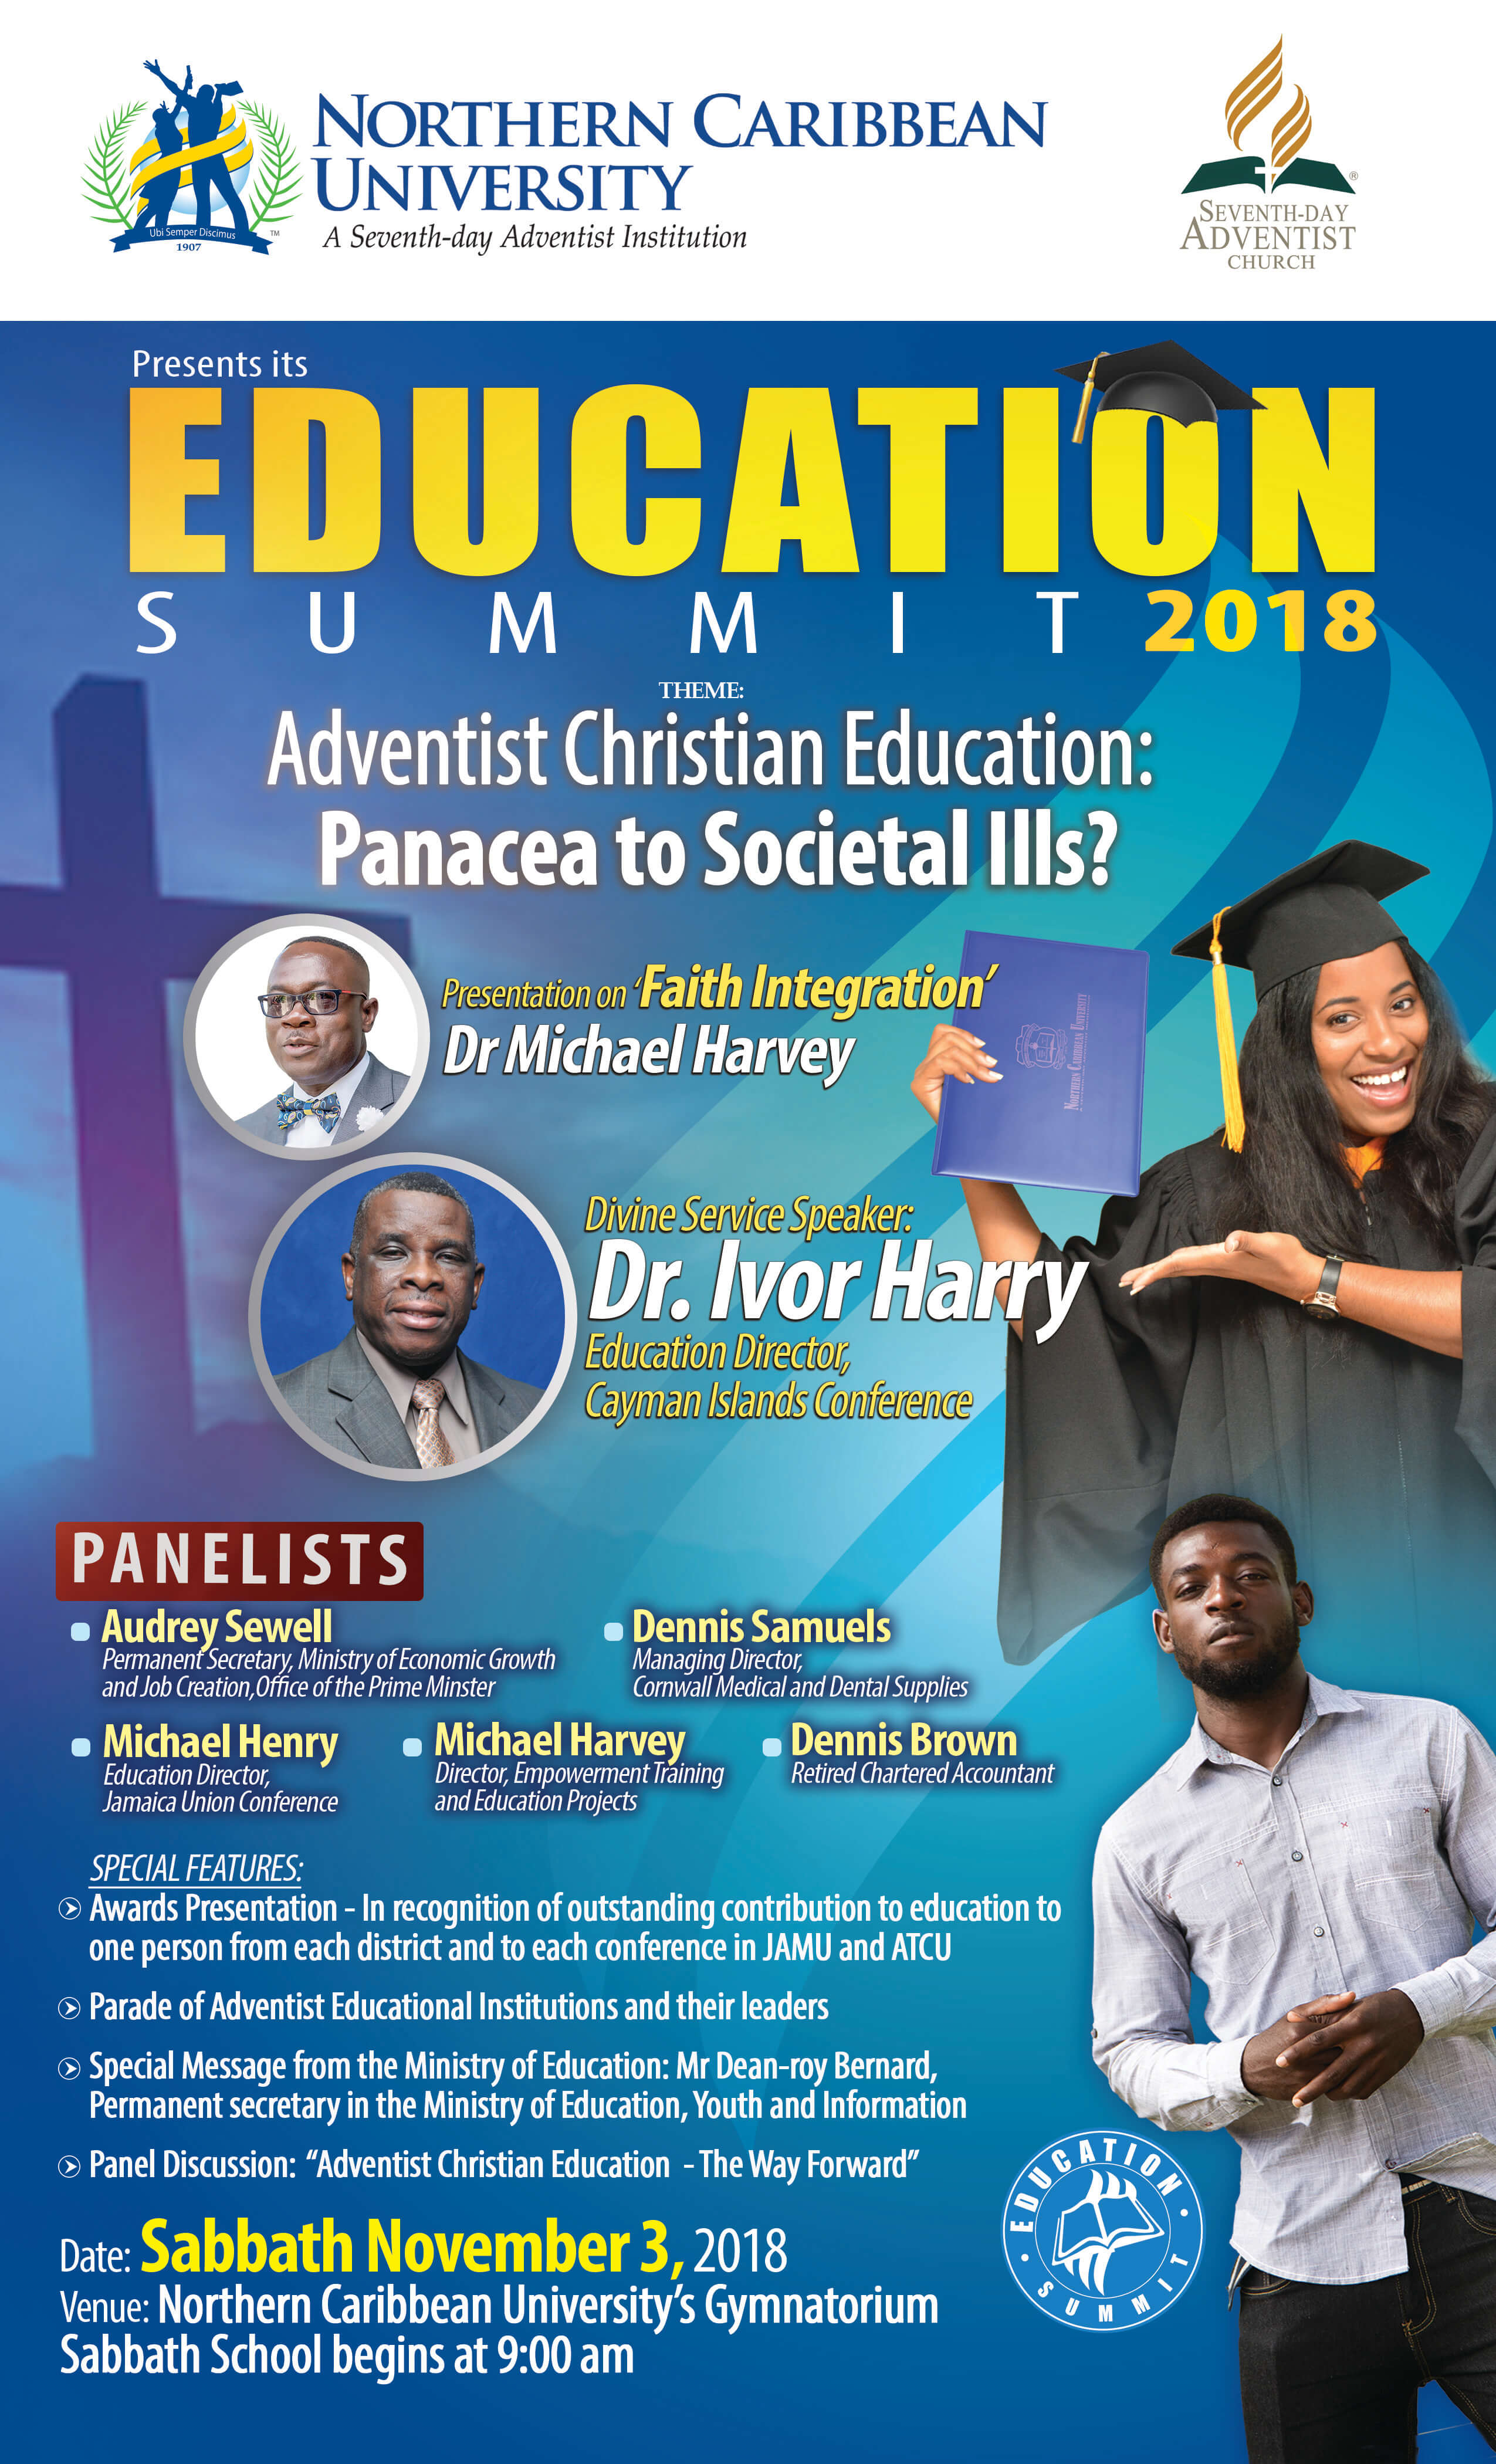 NORTHERN CARIBBEAN
UNIVERSITY
A Seventh-day Adventist Institution
Ubi Semper Discimus
TM
1907
®
SEVENTH-DAY
ADVENTIST
CHURCH
Presents its
EDUCATION
SUMMIT 2018
THEME:
Adventist Christian Education:
Panacea to Societal Ills?
Presentation on ‘Faith Integration’
Dr Michael Harvey
NORTHERN CARIBBEAN UNIVERSITY
Divine Service Speaker:
Dr. Ivor Harry
Education Director,
Cayman Islands Conference
PANELISTS
Audrey Sewell
Permanent Secretary, Ministry of Economic Growth
and Job Creation,Office of the Prime Minster
Dennis Samuels
Managing Director,
Cornwall Medical and Dental Supplies
Michael Henry
Education Director,
Jamaica Union Conference
Michael Harvey
Director, Empowerment Training
and Education Projects
Dennis Brown
Retired Chartered Accountant
SPECIAL FEATURES:
Awards Presentation - In recognition of outstanding contribution to education to
one person from each district and to each conference in JAMU and ATCU
Parade of Adventist Educational Institutions and their leaders
Special Message from the Ministry of Education: Mr Dean-roy Bernard,
Permanent secretary in the Ministry of Education, Youth and Information
Panel Discussion: “Adventist Christian Education - The Way Forward”
Date: Sabbath November 3, 2018
Venue: Northern Caribbean University’s Gymnatorium
Sabbath School begins at 9:00 am
EDUCATION
SUMMIT